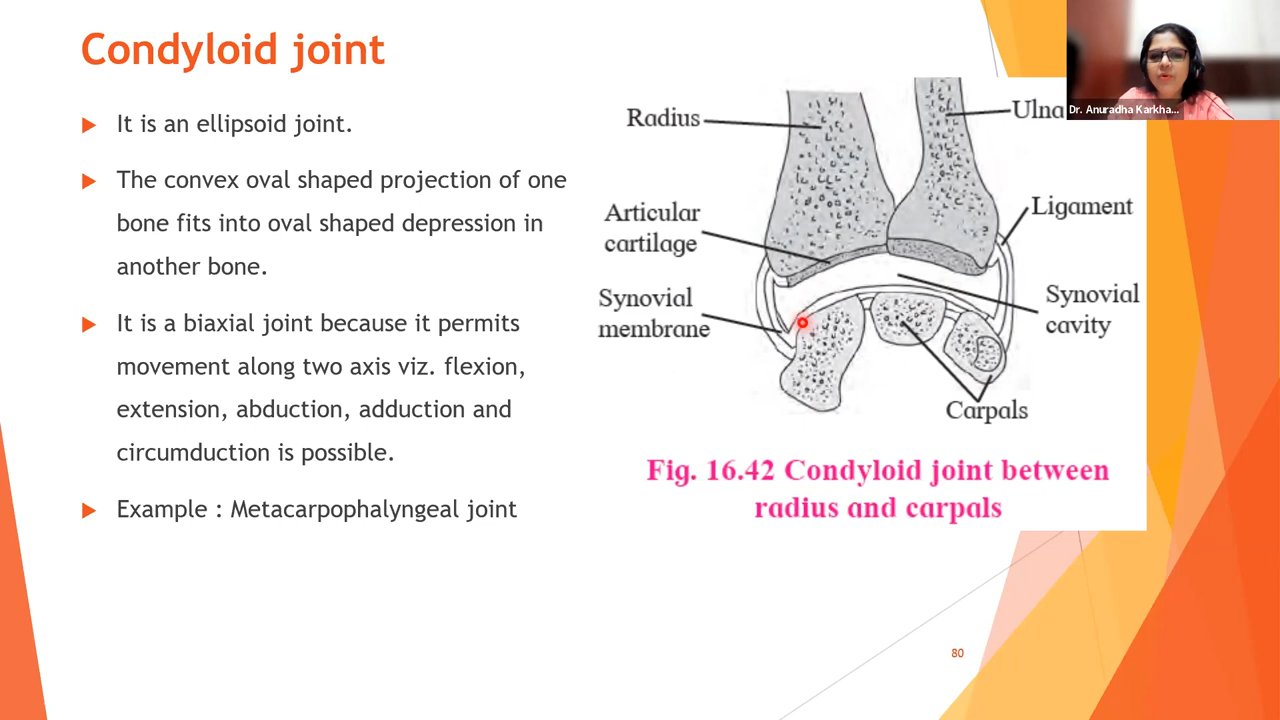 Condyloid joint
It is an ellipsoid joint.
The convex oval shaped projection of one
bone fits into oval shaped depression in
another bone.
It is a biaxial joint because it permits
movement along two axis viz. flexion,
extension, abduction, adduction and
circumduction is possible.
Example : Metacarpophalyngeal joint
Radius
Ulna
Articular
cartilage
Ligament
Synovial
membrane
Synovial
cavity
Carpals
Fig. 16.42 Condyloid joint between
radius and carpals
Dr. Anuradha Karkha...
80